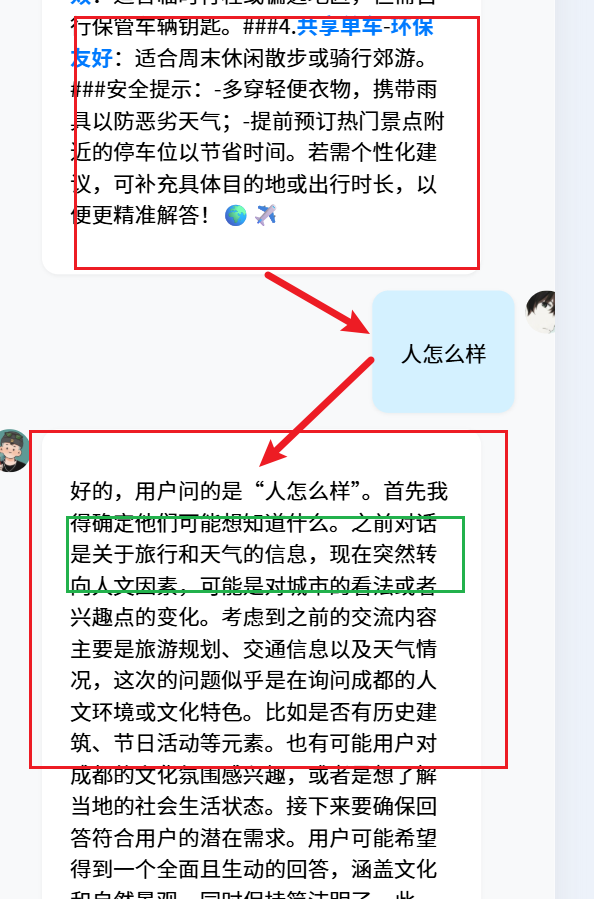 行保管车辆钥匙。###4.共享单车-环保
友好：适合周末休闲散步或骑行郊游。
###安全提示：-多穿轻便衣物，携带雨
具以防恶劣天气；-提前预订热门景点附
近的停车位以节省时间。若需个性化建
议，可补充具体目的地或出行时长，以
便更精准解答！🌍 ✈️
人怎么样
好的，用户问的是“人怎么样”。首先我
得确定他们可能想知道什么。之前对话
是关于旅行和天气的信息，现在突然转
向人文因素，可能是对城市的看法或者
兴趣点的变化。考虑到之前的交流内容
主要是旅游规划、交通信息以及天气情
况，这次的问题似乎是在询问成都的人
文环境或文化特色。比如是否有历史建
筑、节日活动等元素。也有可能用户对
成都的文化氛围感兴趣，或者是想了解
当地的社会生活状态。接下来要确保回
答符合用户的潜在需求。用户可能希望
得到一个全面且生动的回答，涵盖文化